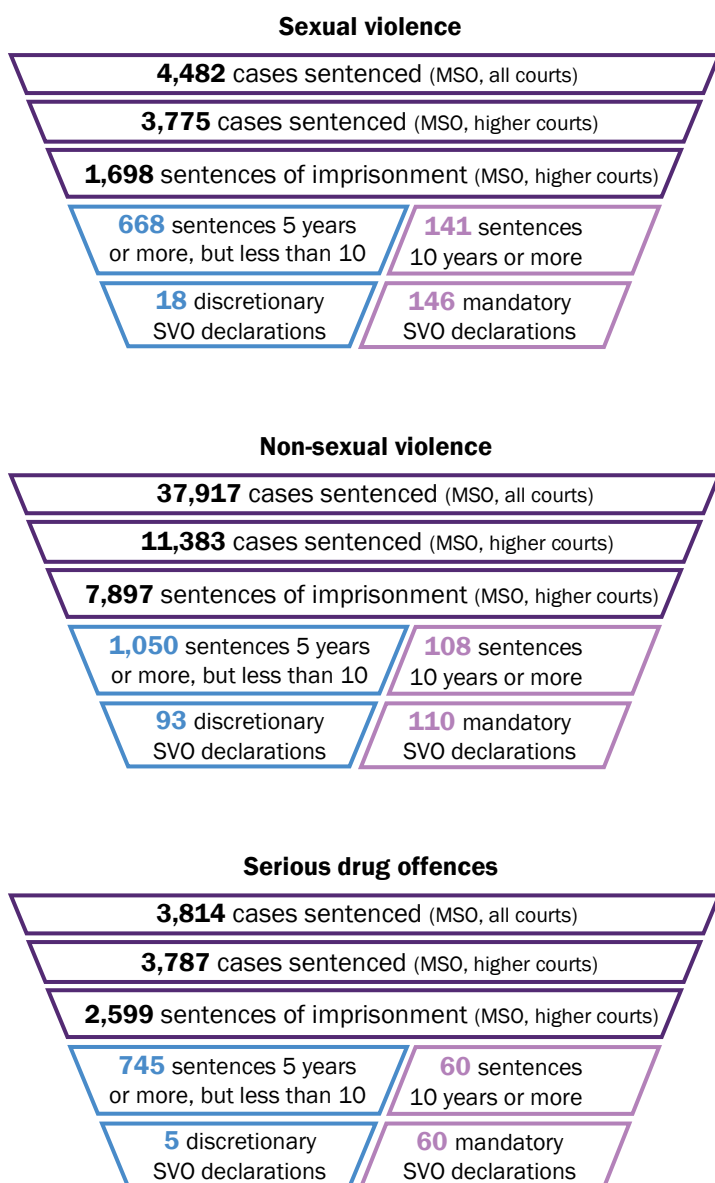 Sexual violence
4,482 cases sentenced (MSO, all courts)
3,775 cases sentenced (MSO, higher courts)
1,698 sentences of imprisonment (MSO, higher courts)
668 sentences 5 years
or more, but less than 10
141 sentences
10 years or more
18 discretionary
SVO declarations
146 mandatory
SVO declarations
Non-sexual violence
37,917 cases sentenced (MSO, all courts)
11,383 cases sentenced (MSO, higher courts)
7,897 sentences of imprisonment (MSO, higher courts)
1,050 sentences 5 years
or more, but less than 10
108 sentences
10 years or more
93 discretionary
SVO declarations
110 mandatory
SVO declarations
Serious drug offences
3,814 cases sentenced (MSO, all courts)
3,787 cases sentenced (MSO, higher courts)
2,599 sentences of imprisonment (MSO, higher courts)
745 sentences 5 years
or more, but less than 10
60 sentences
10 years or more
5 discretionary
SVO declarations
60 mandatory
SVO declarations